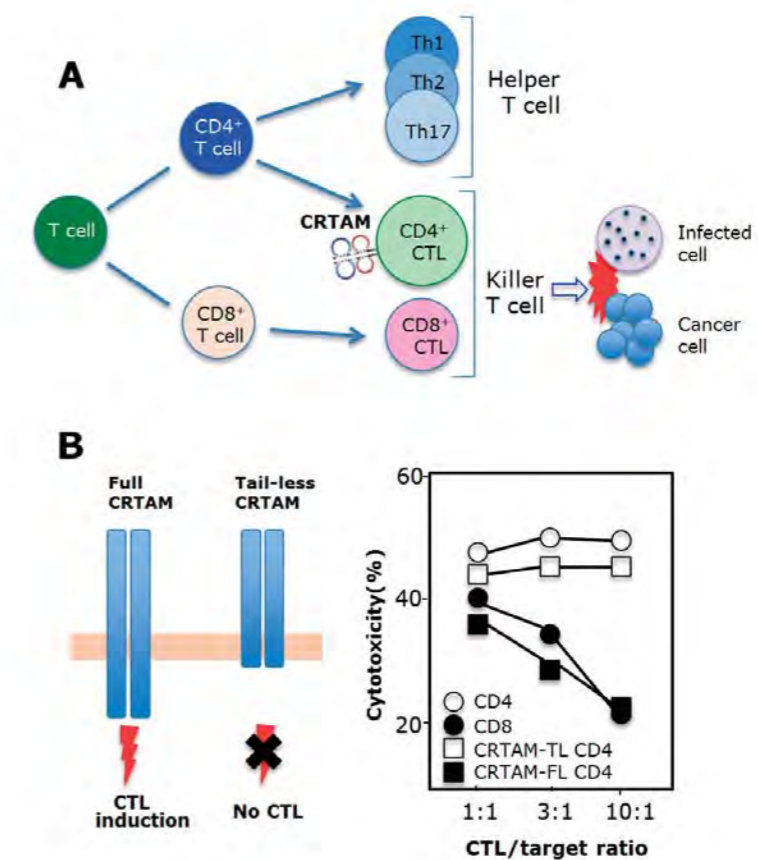 A
T cell
CD4⁺
T cell
CD8⁺
T cell
Th1
Th2
Th17
Helper
T cell
CRTAM
CD4⁺
CTL
CD8⁺
CTL
Killer
T cell
Infected
cell
Cancer
cell
B
Full
CRTAM
Tail-less
CRTAM
CTL
induction
No CTL
Cytotoxicity(%)
60
40
20
CD4
CD8
CRTAM-TL CD4
CRTAM-FL CD4
1:1 3:1 10:1
CTL/target ratio